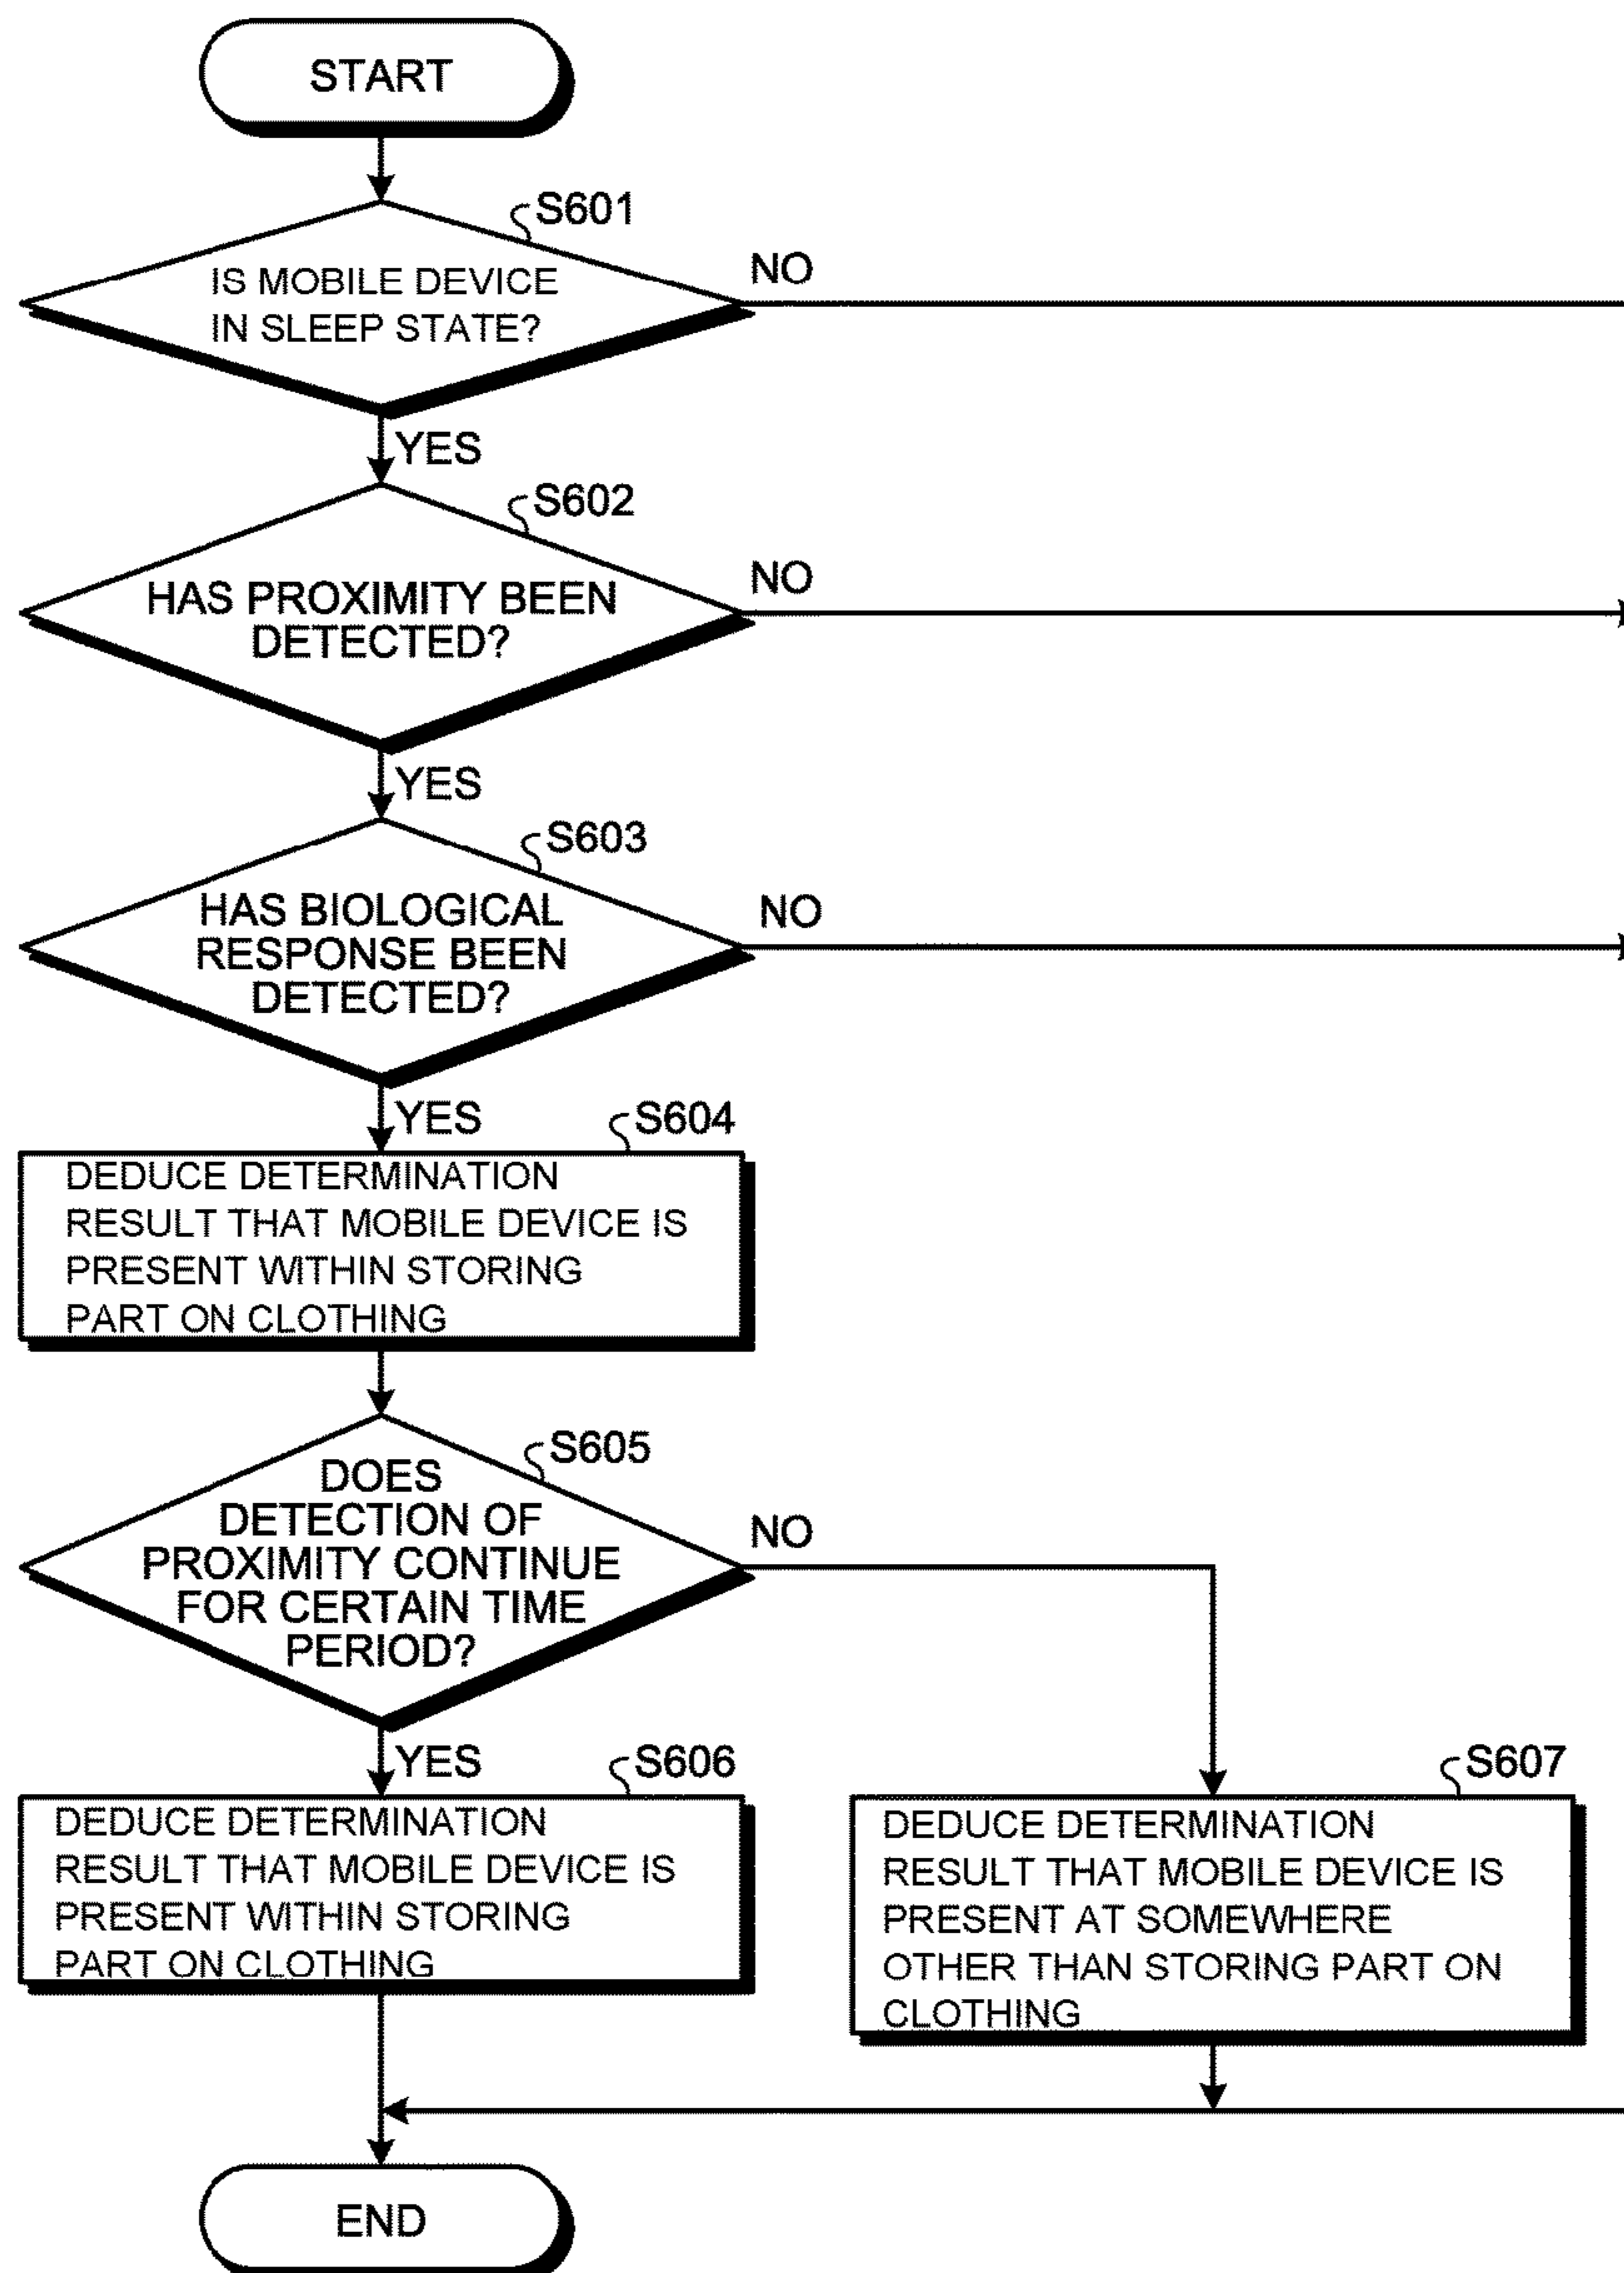 START
S601
IS MOBILE DEVICE
IN SLEEP STATE?
NO
YES
S602
HAS PROXIMITY BEEN
DETECTED?
NO
YES
S603
HAS BIOLOGICAL
RESPONSE BEEN
DETECTED?
NO
YES
S604
DEDUCE DETERMINATION
RESULT THAT MOBILE DEVICE IS
PRESENT WITHIN STORING
PART ON CLOTHING
S605
DOES
DETECTION OF
PROXIMITY CONTINUE
FOR CERTAIN TIME
PERIOD?
NO
YES
S606
DEDUCE DETERMINATION
RESULT THAT MOBILE DEVICE IS
PRESENT WITHIN STORING
PART ON CLOTHING
S607
DEDUCE DETERMINATION
RESULT THAT MOBILE DEVICE IS
PRESENT AT SOMEWHERE
OTHER THAN STORING PART ON
CLOTHING
END